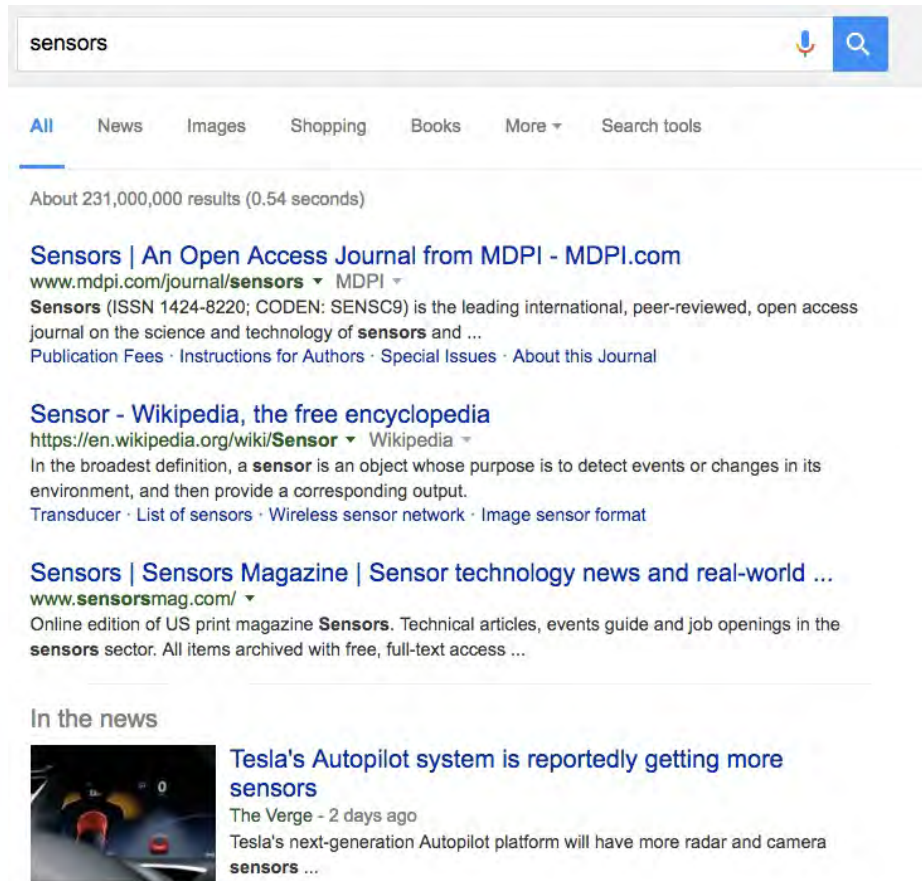 sensors
All News Images Shopping Books More Search tools
About 231,000,000 results (0.54 seconds)
Sensors | An Open Access Journal from MDPI - MDPI.com
www.mdpi.com/journal/sensors MDPI
Sensors (ISSN 1424-8220; CODEN: SENSC9) is the leading international, peer-reviewed, open access
journal on the science and technology of sensors and ...
Publication Fees · Instructions for Authors · Special Issues · About this Journal
Sensor - Wikipedia, the free encyclopedia
https://en.wikipedia.org/wiki/Sensor Wikipedia
In the broadest definition, a sensor is an object whose purpose is to detect events or changes in its
environment, and then provide a corresponding output.
Transducer · List of sensors · Wireless sensor network · Image sensor format
Sensors | Sensors Magazine | Sensor technology news and real-world ...
www.sensorsmag.com/
Online edition of US print magazine Sensors. Technical articles, events guide and job openings in the
sensors sector. All items archived with free, full-text access ...
In the news
0
Tesla's Autopilot system is reportedly getting more
sensors
The Verge - 2 days ago
Tesla's next-generation Autopilot platform will have more radar and camera
sensors ...